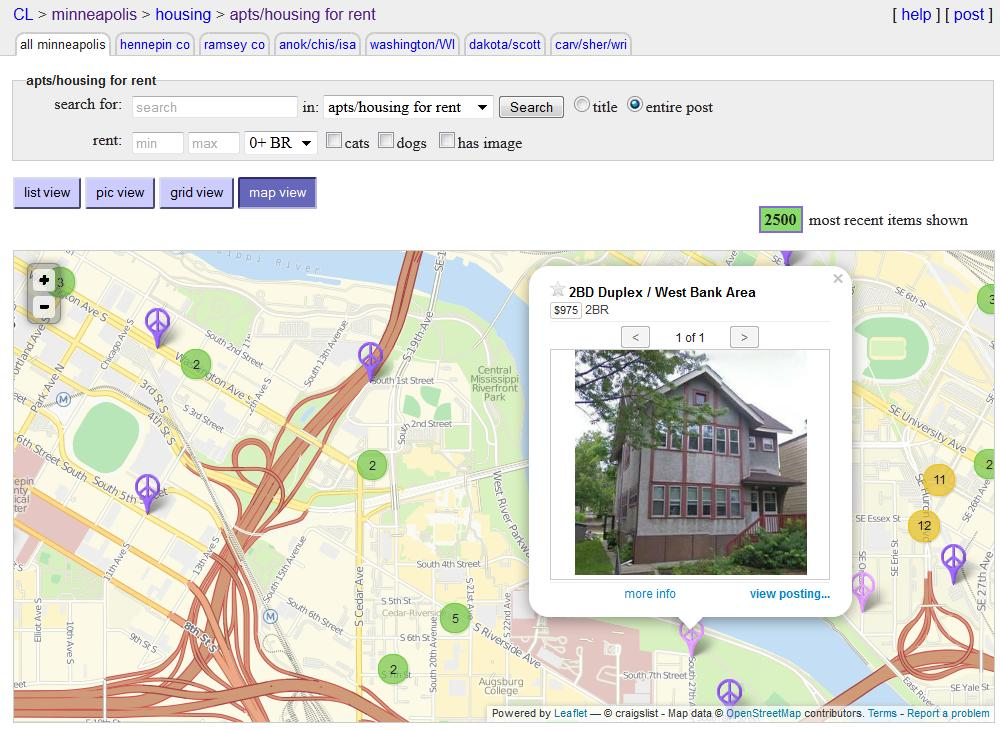 CL > minneapolis > housing > apts/housing for rent
[ help ] [ post ]
all minneapolis
hennepin co
ramsey co
anok/chis/isa
washington/WI
dakota/scott
carv/sher/wri
apts/housing for rent
search for:
search
in:
apts/housing for rent
Search
title
entire post
rent:
min
max
0+ BR
cats
dogs
has image
list view
pic view
grid view
map view
2500
most recent items shown
+
-
3
2
2
5
2
11
12
2
3
2BD Duplex / West Bank Area
$975
2BR
<
1 of 1
>
more info
view posting...
Chicago Ave S
South 2nd Street
South 13th Avenue
South 1st Street
S 19th Ave
SE 6th St
Central
Mississippi
Riverfront
Park
Park Ave N
M
3rd St S
4th St S
S 3rd Street
South 2nd Street
SE University Ave
6th Street South
South 5th St
West River Parkway
11th Ave S
13th Ave S
South 15th Avenue
SE Essex St
SE Erie St
SE 26th Ave
South 4th Street
S Cedar Ave
S 5th St
Cedar-Riverside
S 6th St
South 6th Street
M
S 21st Ave
S 22nd Ave
S Riverside Ave
SE 27th Ave
Elliot Ave S
10th Ave S
9th St S
8th St S
South 20th Avenue
Augsburg
College
South 7th Street
SE Yale St
Powered by Leaflet — © craigslist - Map data © OpenStreetMap contributors. Terms - Report a problem